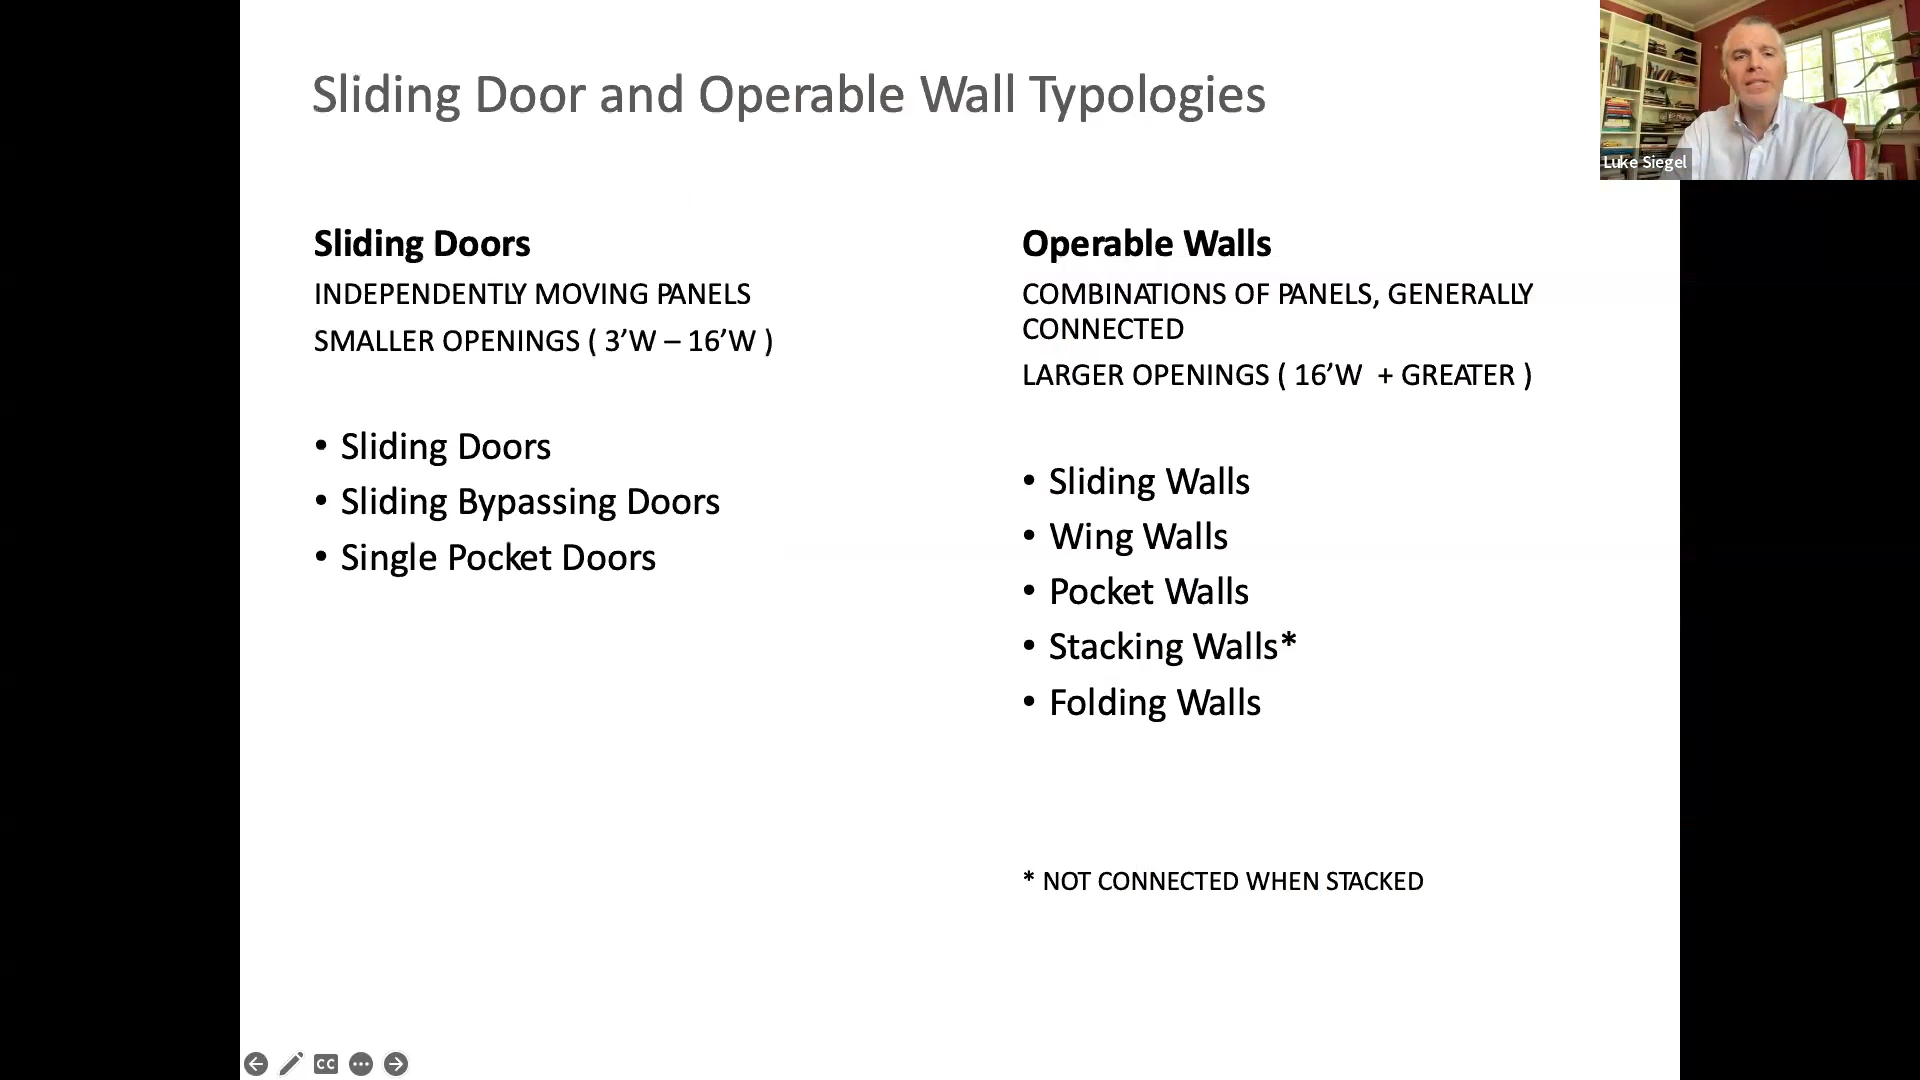 Sliding Door and Operable Wall Typologies
Luke Siegel
Sliding Doors
INDEPENDENTLY MOVING PANELS
SMALLER OPENINGS ( 3’W – 16’W )
• Sliding Doors
• Sliding Bypassing Doors
• Single Pocket Doors
Operable Walls
COMBINATIONS OF PANELS, GENERALLY
CONNECTED
LARGER OPENINGS ( 16’W  + GREATER )
• Sliding Walls
• Wing Walls
• Pocket Walls
• Stacking Walls*
• Folding Walls
* NOT CONNECTED WHEN STACKED
CC